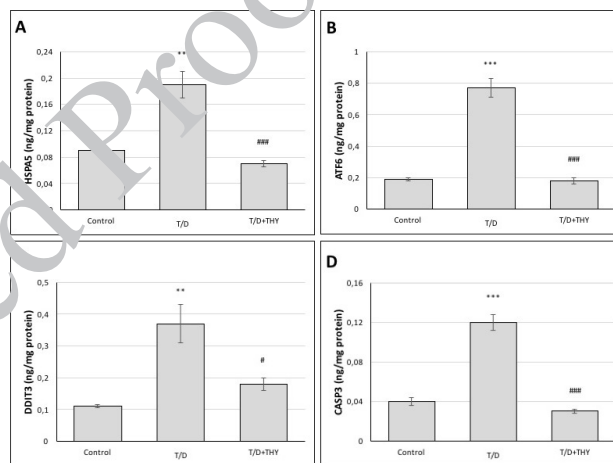 A
HSPA5 (ng/mg protein)
0,24
0,2
0,16
0,12
0,08
0,04
0
**
###
Control
T/D
T/D+THY
B
ATF6 (ng/mg protein)
1
0,8
0,6
0,4
0,2
0
***
###
Control
T/D
T/D+THY
DDIT3 (ng/mg protein)
0,5
0,4
0,3
0,2
0,1
0
**
#
Control
T/D
T/D+THY
D
CASP3 (ng/mg protein)
0,16
0,12
0,08
0,04
0
***
###
Control
T/D
T/D+THY